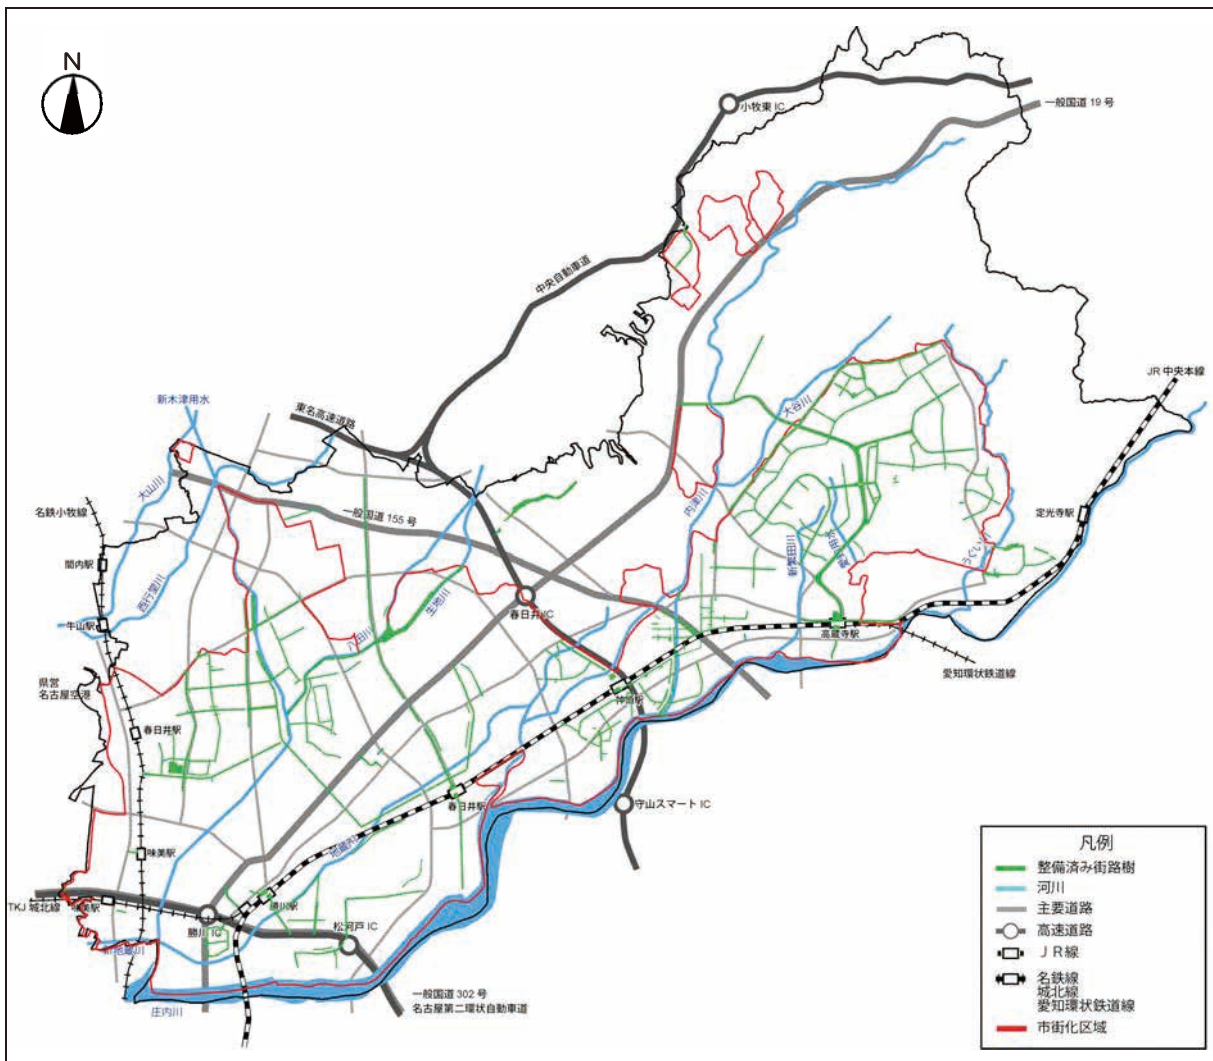 N
小牧東 IC
一般国道 19 号
中央自動車道
JR 中央本線
新木津用水
東名高速道路
大谷川
大山川
名鉄小牧線
一般国道 155 号
内津川
定光寺駅
間内駅
西行堂川
生地川
春日井 IC
牛山駅
八田川
高蔵寺駅
愛知環状鉄道線
県営
名古屋空港
神領駅
春日井駅
春日井駅
守山スマート IC
地蔵川
味美駅
TKJ 城北線
味美駅
勝川駅
勝川 IC
松河戸 IC
新地蔵川
庄内川
一般国道 302 号
名古屋第二環状自動車道
凡例
整備済み街路樹
河川
主要道路
高速道路
ＪＲ線
名鉄線
城北線
愛知環状鉄道線
市街化区域